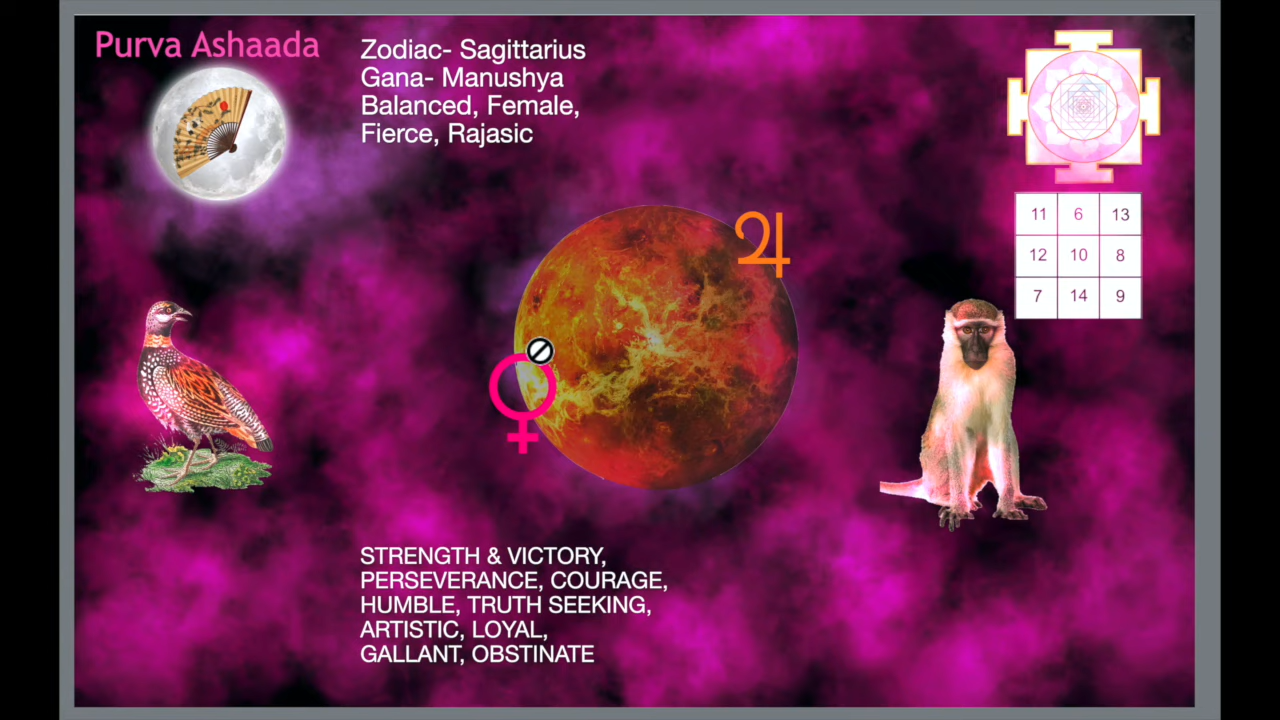 Purva Ashaada
Zodiac- Sagittarius
Gana- Manushya
Balanced, Female,
Fierce, Rajasic
11 6 13
12 10 8
7 14 9
STRENGTH & VICTORY,
PERSEVERANCE, COURAGE,
HUMBLE, TRUTH SEEKING,
ARTISTIC, LOYAL,
GALLANT, OBSTINATE